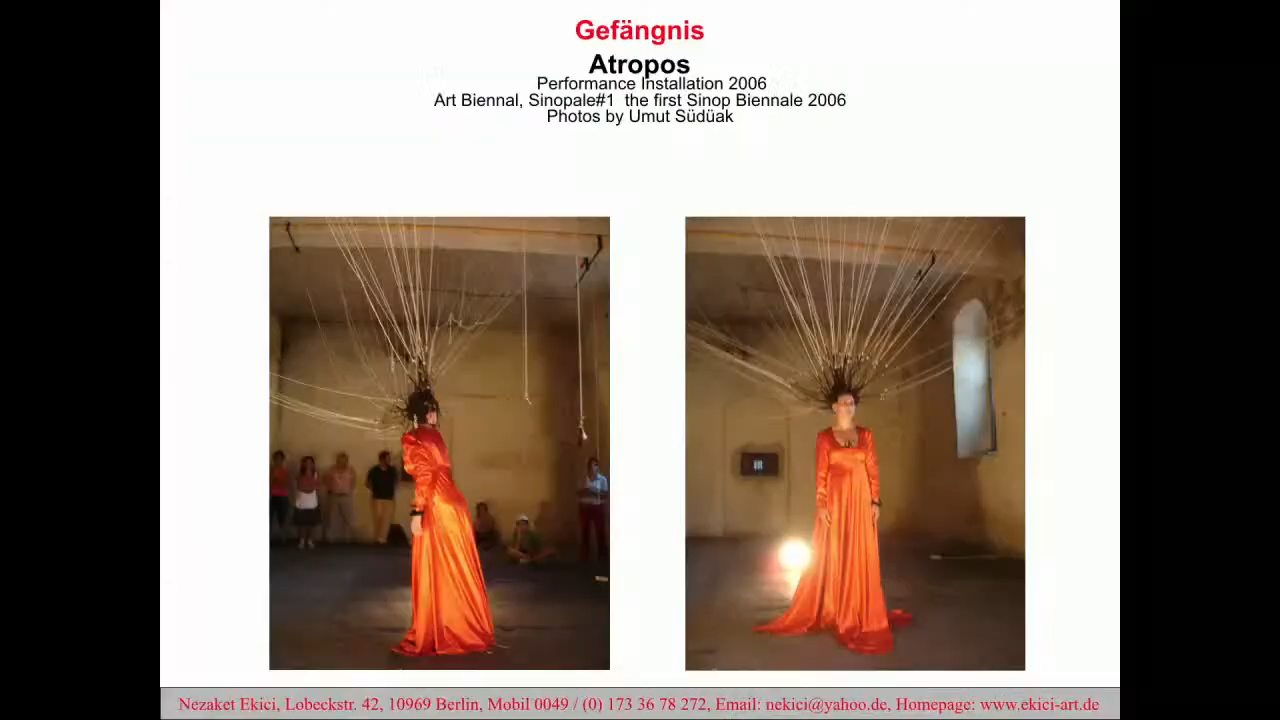 Gefängnis
Atropos
Performance Installation 2006
Art Biennal, Sinopale#1  the first Sinop Biennale 2006
Photos by Umut Südüak
Nezaket Ekici, Lobeckstr. 42, 10969 Berlin, Mobil 0049 / (0) 173 36 78 272, Email: nekici@yahoo.de, Homepage: www.ekici-art.de